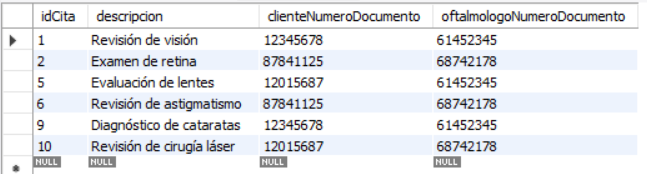 idCita descripcion clienteNumeroDocumento oftalmologoNumeroDocumento
1 Revisión de visión 12345678 61452345
2 Examen de retina 87841125 68742178
5 Evaluación de lentes 12015687 61452345
6 Revisión de astigmatismo 87841125 68742178
9 Diagnóstico de cataratas 12345678 61452345
10 Revisión de cirugía láser 12015687 68742178
NULL NULL NULL NULL